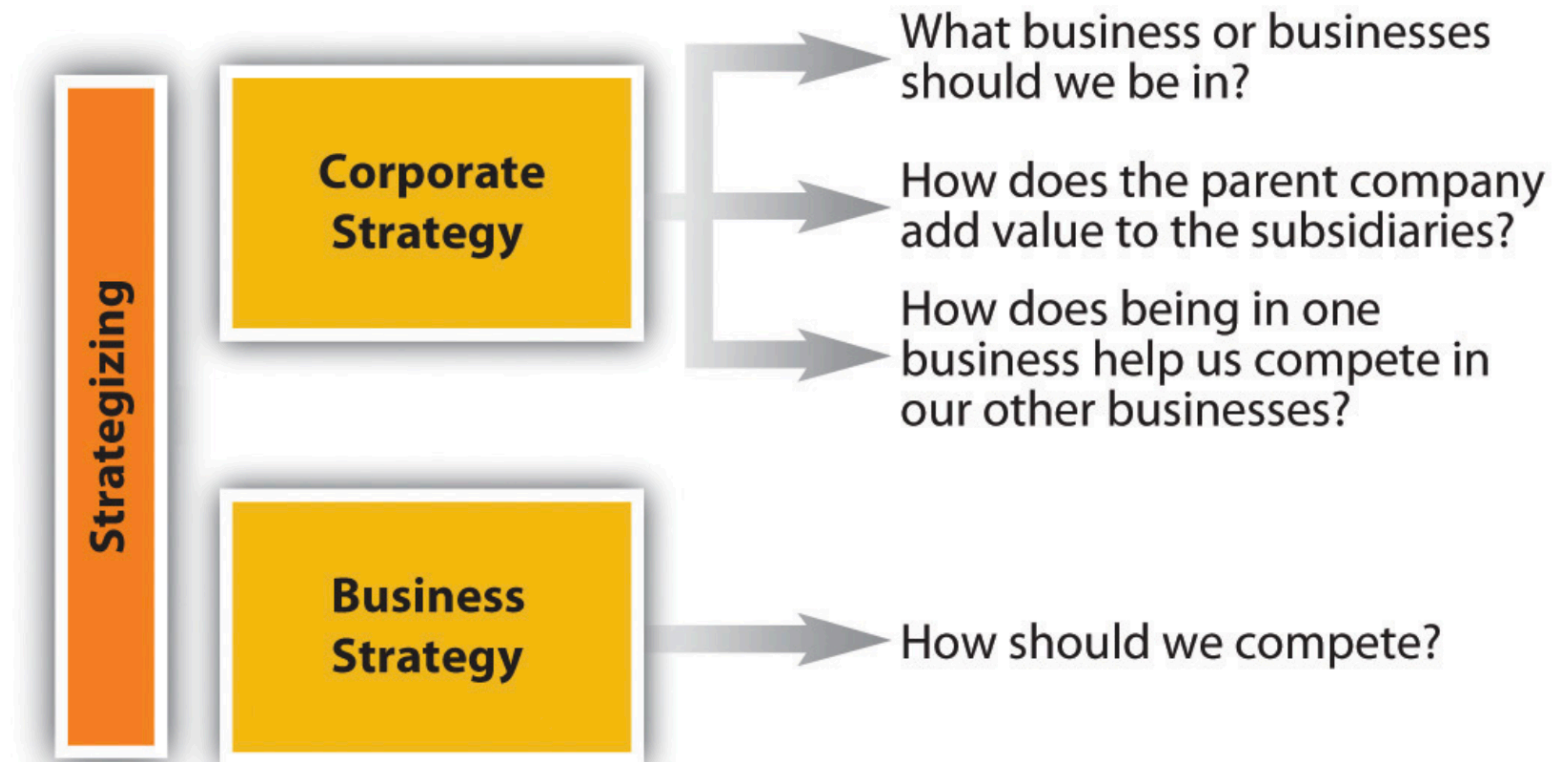 Strategizing
Corporate
Strategy
What business or businesses
should we be in?
How does the parent company
add value to the subsidiaries?
How does being in one
business help us compete in
our other businesses?
Business
Strategy
How should we compete?